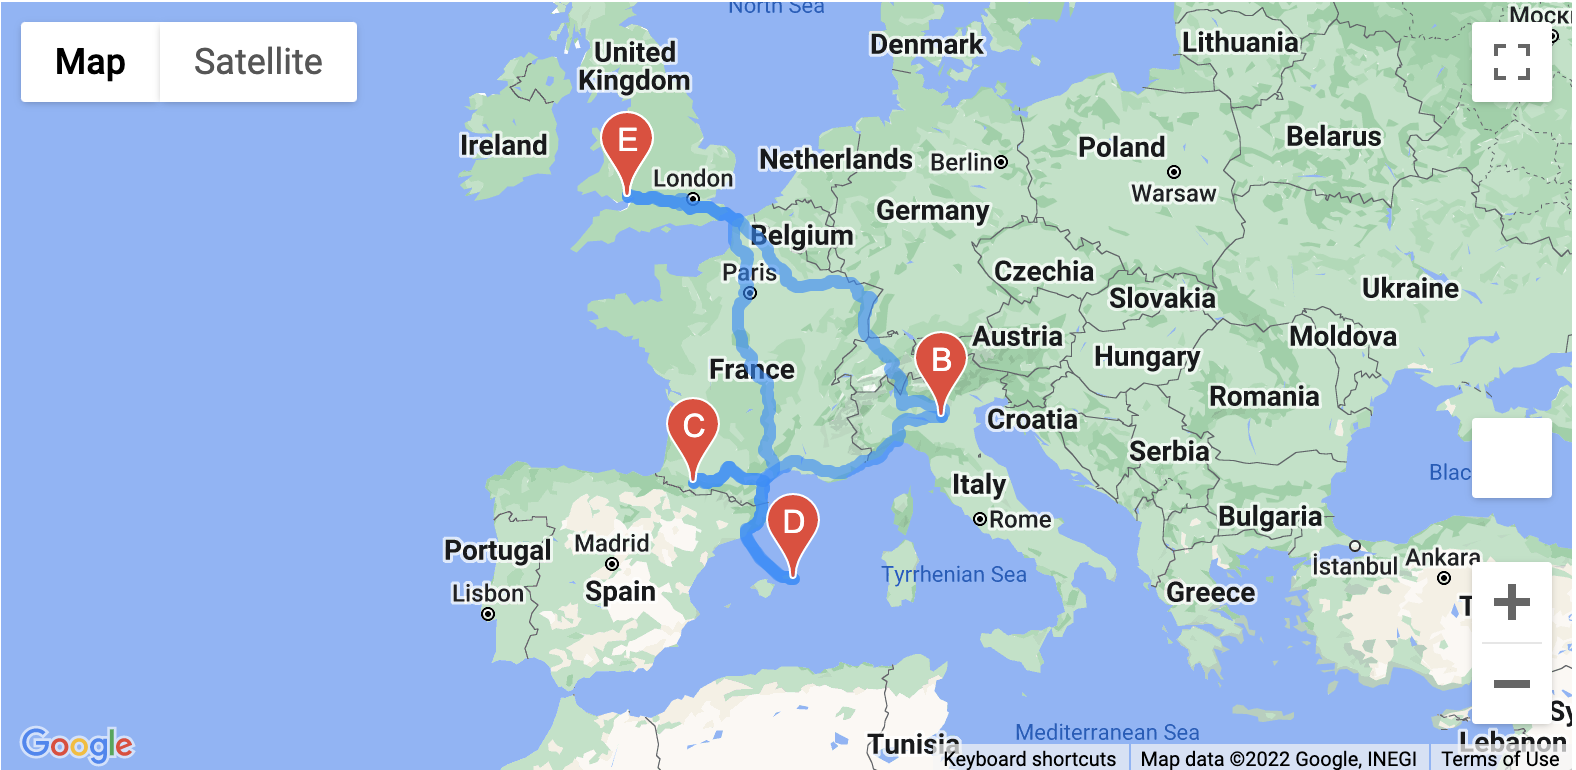 North Sea
Москв
Map
Satellite
United
Kingdom
Denmark
Lithuania
E
Ireland
Netherlands
Berlin
Poland
Belarus
London
Warsaw
Germany
Belgium
Paris
Czechia
Slovakia
Ukraine
Austria
Moldova
B
Hungary
France
Romania
C
Croatia
Serbia
Blac
Italy
D
Rome
Bulgaria
Portugal
Madrid
İstanbul
Ankara
Tyrrhenian Sea
Lisbon
Spain
Greece
T
Sy
Mediterranean Sea
Google
Tunisia
Lebanon
Keyboard shortcuts
Map data ©2022 Google, INEGI
Terms of Use